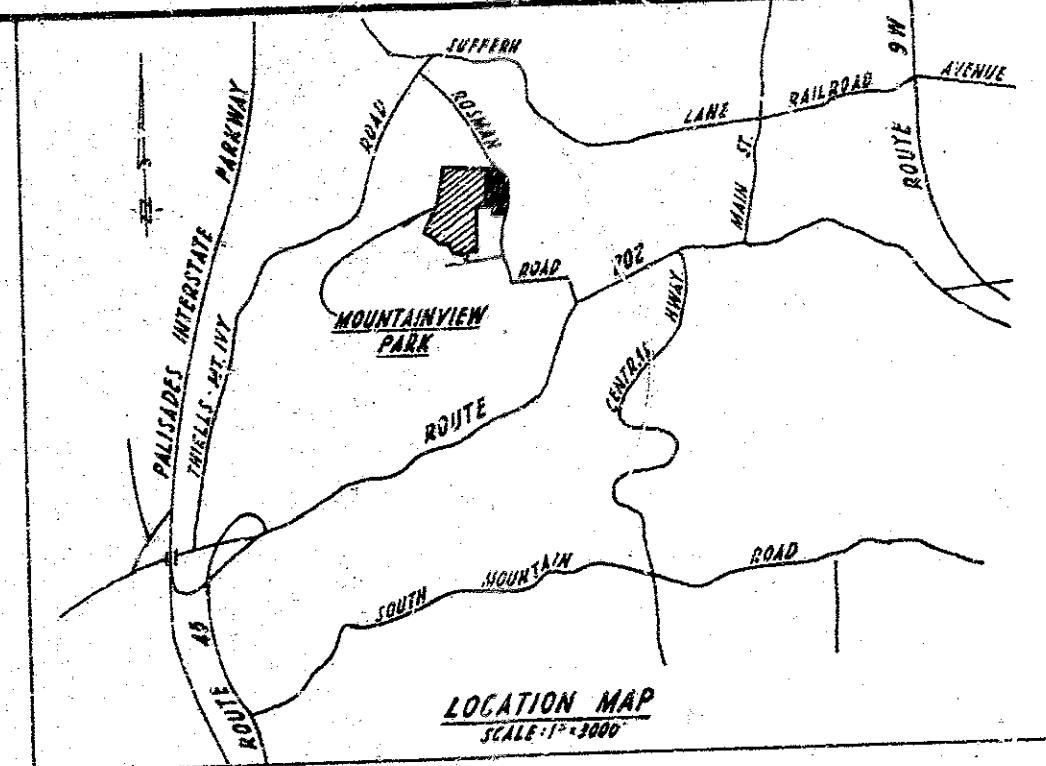 SUFFERN
LANE
RAILROAD
AVENUE
ROUTE 9W
MAIN ST.
ROSMAN
ROAD
ROAD
202
ROUTE
CENTRAL HWAY
PALISADES INTERSTATE PARKWAY
THIELLS - MT. IVY
MOUNTAINVIEW
PARK
SOUTH MOUNTAIN ROAD
ROUTE 45
LOCATION MAP
SCALE: 1"=3000'